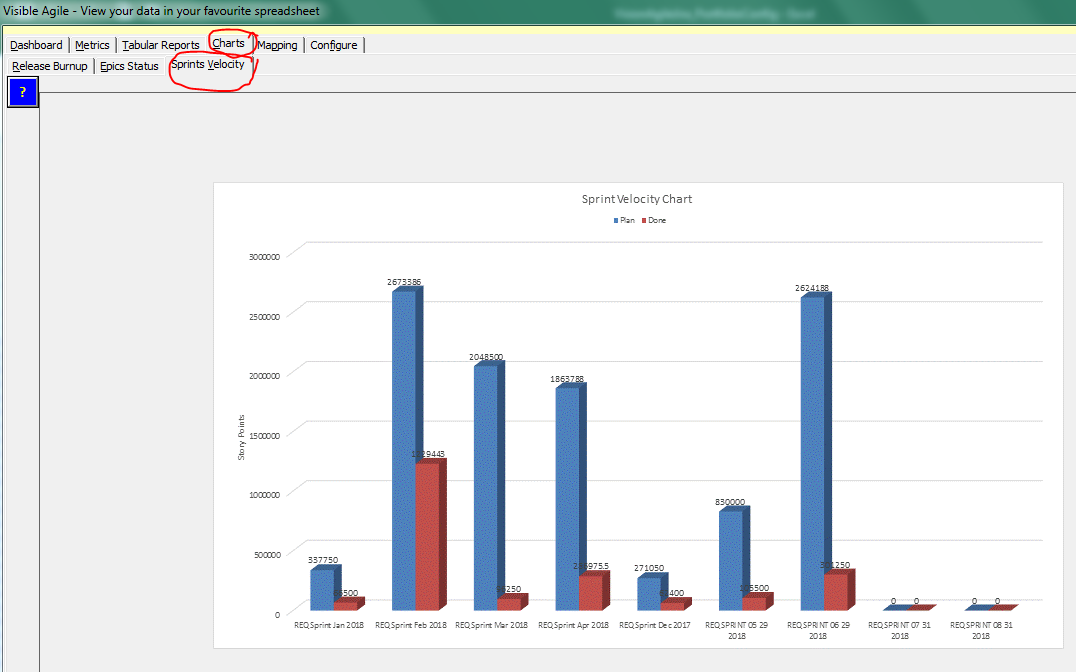 Visible Agile - View your data in your favourite spreadsheet
Dashboard Metrics Tabular Reports Charts Mapping Configure
Release Burnup Epics Status Sprints Velocity
?
Sprint Velocity Chart
Plan Done
3000000
2500000
2000000
1500000
1000000
500000
0
Story Points
337750
2673386
2048500
1863788
271050
830000
2624188
0 0
0 0
REQ Sprint Jan 2018
REQ Sprint Feb 2018
REQ Sprint Mar 2018
REQ Sprint Apr 2018
REQ Sprint Dec 2017
REQ SPRINT 05 29
2018
REQ SPRINT 06 29
2018
REQ SPRINT 07 31
2018
REQ SPRINT 08 31
2018